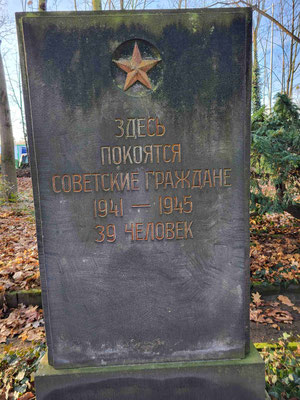 ЗДЕСЬ
ПОКОЯТСЯ
СОВЕТСКИЕ ГРАЖДАНЕ
1941 — 1945
39 ЧЕЛОВЕК